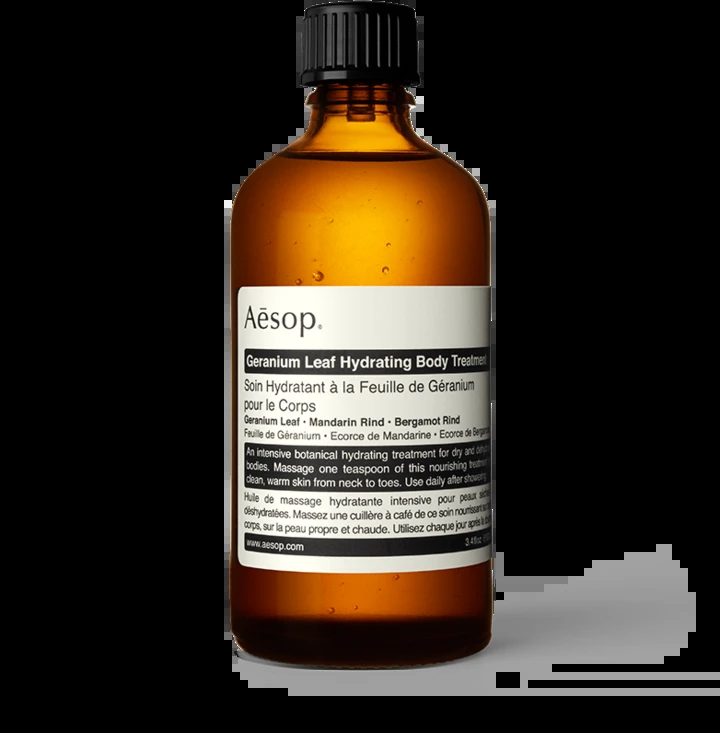 Aēsop®
Geranium Leaf Hydrating Body Treatment
Soin Hydratant à la Feuille de Géranium
pour le Corps
Geranium Leaf · Mandarin Rind · Bergamot Rind
Feuille de Géranium · Ecorce de Mandarine · Ecorce de
An intensive botanical hydrating treatment for dry and
bodies. Massage one teaspoon of this nourishing
clean, warm skin from neck to toes. Use daily after showering.
Huile de massage hydratante intensive pour peaux
déshydratées. Massez une cuillère à café de ce soin nourrissant
corps, sur la peau propre et chaude. Utilisez chaque jour après la
www.aesop.com
3.4fl oz